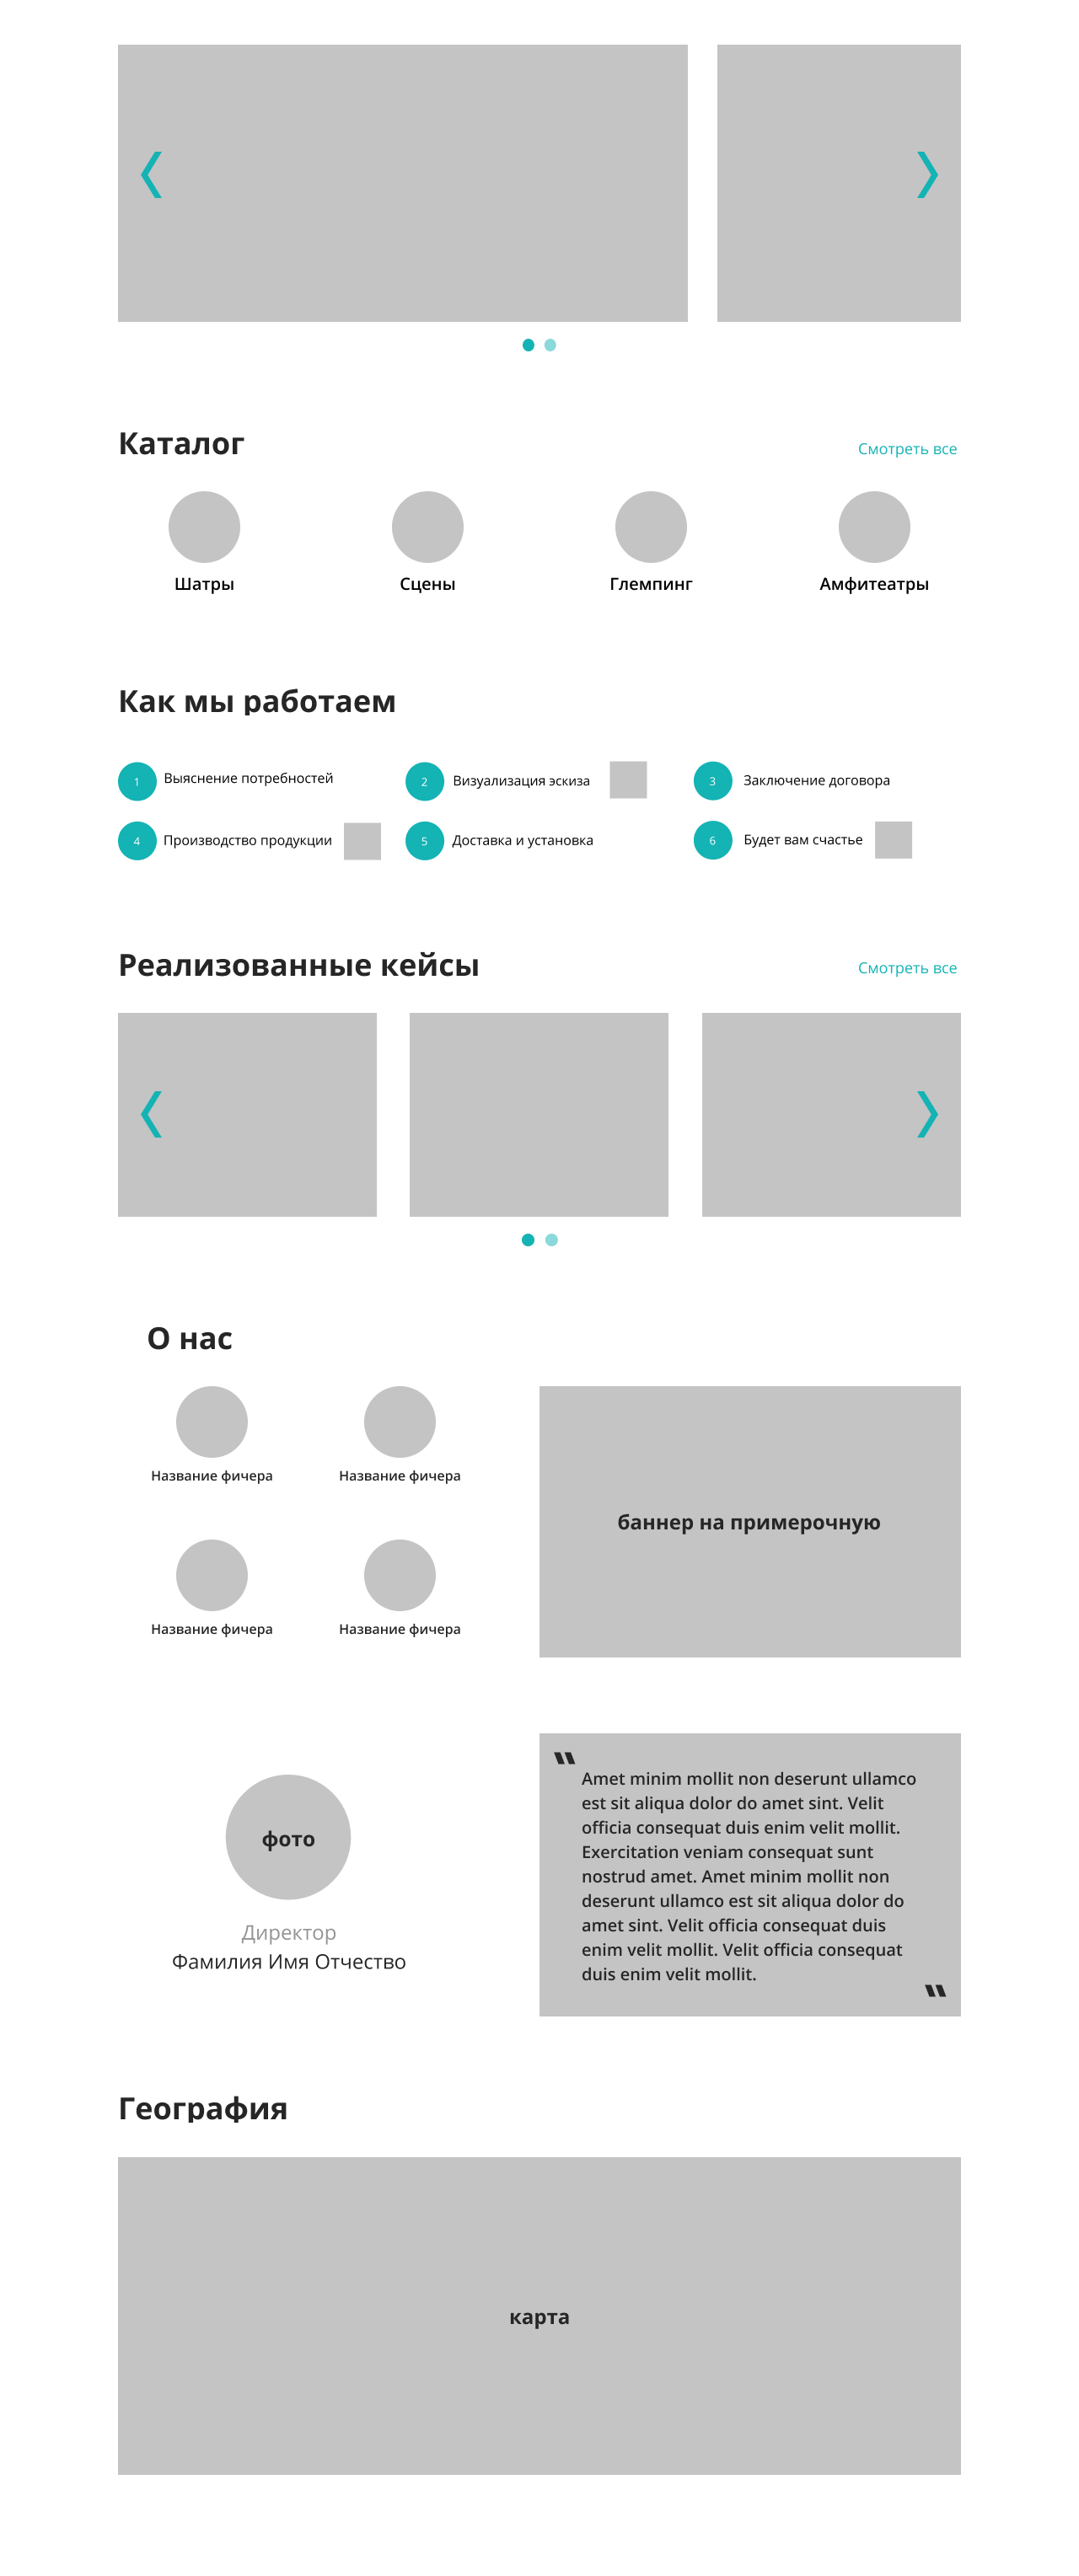 Каталог
Смотреть все
Шатры
Сцены
Глемпинг
Амфитеатры
Как мы работаем
1 Выяснение потребностей
2 Визуализация эскиза
3 Заключение договора
4 Производство продукции
5 Доставка и установка
6 Будет вам счастье
Реализованные кейсы
Смотреть все
О нас
Название фичера
Название фичера
Название фичера
Название фичера
баннер на примерочную
фото
Директор
Фамилия Имя Отчество
"
Amet minim mollit non deserunt ullamco
est sit aliqua dolor do amet sint. Velit
officia consequat duis enim velit mollit.
Exercitation veniam consequat sunt
nostrud amet. Amet minim mollit non
deserunt ullamco est sit aliqua dolor do
amet sint. Velit officia consequat duis
enim velit mollit. Velit officia consequat
duis enim velit mollit.
"
География
карта